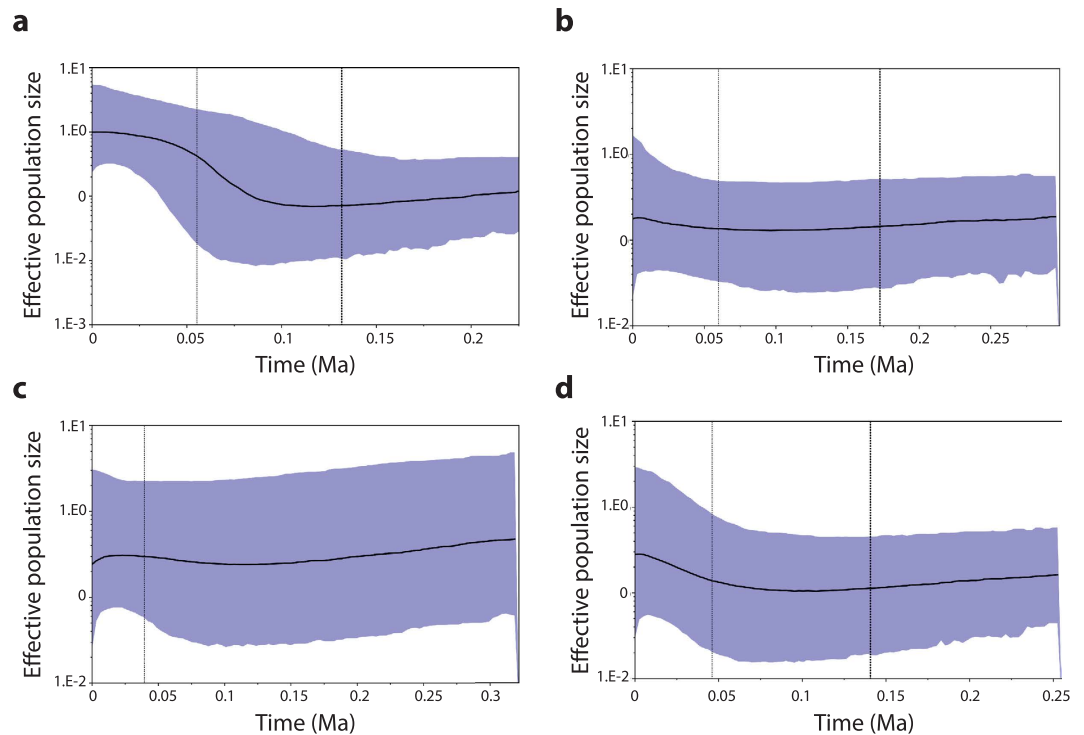 a
Effective population size
1.E1
1.E0
0
1.E-2
1.E-3
0
0.05
0.1
0.15
0.2
Time (Ma)
b
Effective population size
1.E1
1.E0
0
1.E-2
0
0.05
0.1
0.15
0.2
0.25
Time (Ma)
c
Effective population size
1.E1
1.E0
0
1.E-2
0
0.05
0.1
0.15
0.2
0.25
0.3
Time (Ma)
d
Effective population size
1.E1
1.E0
0
1.E-2
0
0.05
0.1
0.15
0.2
0.25
Time (Ma)